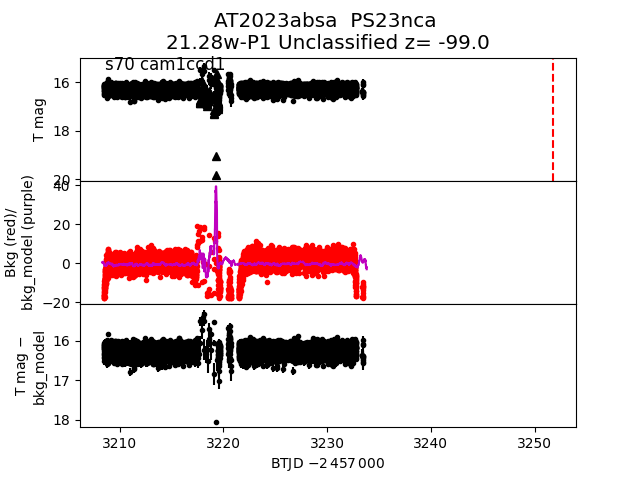 AT2023absa PS23nca
21.28w-P1 Unclassified z= -99.0
s70 cam1ccd1
16
18
20
T mag
40
20
0
−20
Bkg (red)/
bkg_model (purple)
16
17
18
T mag −
bkg_model
3210 3220 3230 3240 3250
BTJD −2 457 000